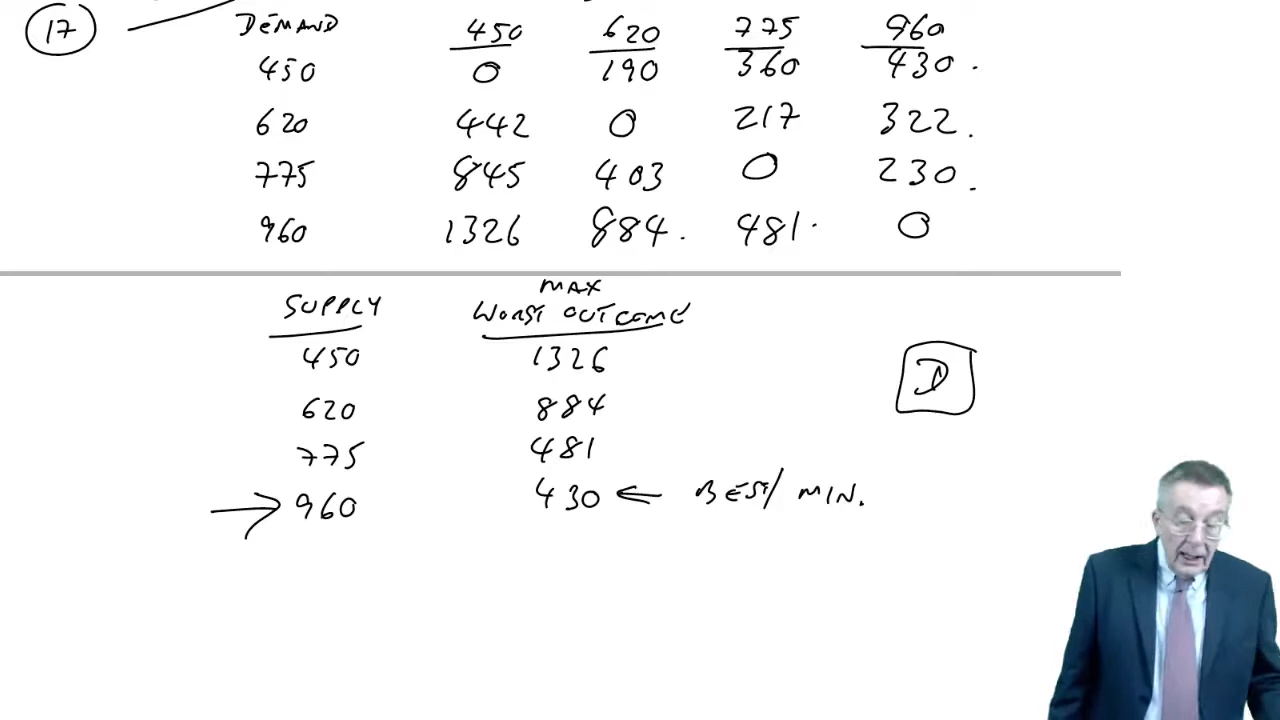 17 DEMAND 450 620 775 960
450 0 190 360 430.
620 442 0 217 322.
775 845 403 0 230.
960 1326 884. 481. 0
SUPPLY MAX WORST OUTCOME
450 1326
620 884
775 481
→ 960 430 ← BEST/MIN.
D